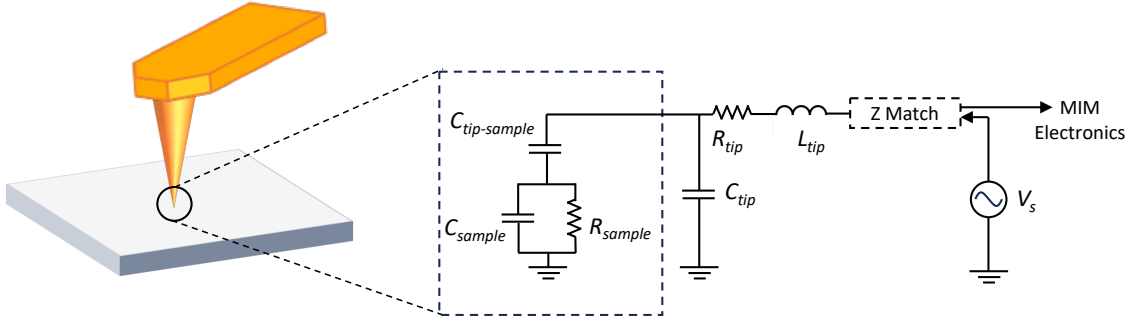 C_tip-sample
C_sample
R_sample
C_tip
R_tip
L_tip
Z Match
MIM
Electronics
V_s